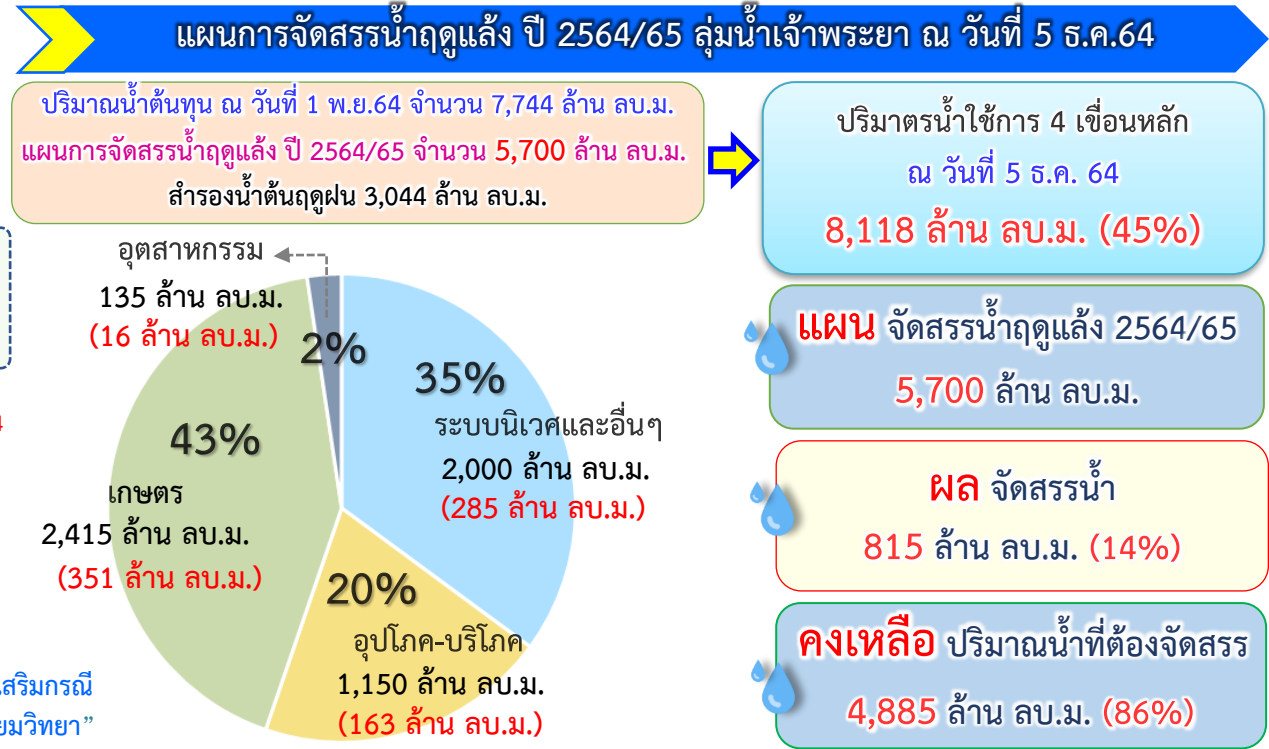 แผนการจัดสรรน้ำฤดูแล้ง ปี 2564/65 ลุ่มน้ำเจ้าพระยา ณ วันที่ 5 ธ.ค.64
ปริมาณน้ำต้นทุน ณ วันที่ 1 พ.ย.64 จำนวน 7,744 ล้าน ลบ.ม.
แผนการจัดสรรน้ำฤดูแล้ง ปี 2564/65 จำนวน 5,700 ล้าน ลบ.ม.
สำรองน้ำต้นฤดูฝน 3,044 ล้าน ลบ.ม.
ปริมาตรน้ำใช้การ 4 เขื่อนหลัก
ณ วันที่ 5 ธ.ค. 64
8,118 ล้าน ลบ.ม. (45%)
อุตสาหกรรม
135 ล้าน ลบ.ม.
(16 ล้าน ลบ.ม.)
2%
35%
ระบบนิเวศและอื่นๆ
2,000 ล้าน ลบ.ม.
(285 ล้าน ลบ.ม.)
43%
เกษตร
2,415 ล้าน ลบ.ม.
(351 ล้าน ลบ.ม.)
20%
อุปโภค-บริโภค
1,150 ล้าน ลบ.ม.
(163 ล้าน ลบ.ม.)
แผน จัดสรรน้ำฤดูแล้ง 2564/65
5,700 ล้าน ลบ.ม.
ผล จัดสรรน้ำ
815 ล้าน ลบ.ม. (14%)
คงเหลือ ปริมาณน้ำที่ต้องจัดสรร
4,885 ล้าน ลบ.ม. (86%)
สริมกรณี
ยมวิทยา”